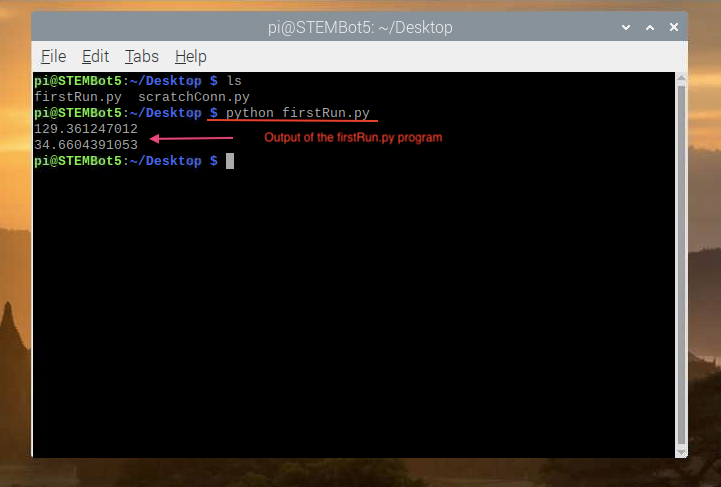 pi@STEMBot5: ~/Desktop
File Edit Tabs Help
pi@STEMBot5:~/Desktop $ ls
firstRun.py  scratchConn.py
pi@STEMBot5:~/Desktop $ python firstRun.py
129.361247012
34.6604391053
Output of the firstRun.py program
pi@STEMBot5:~/Desktop $